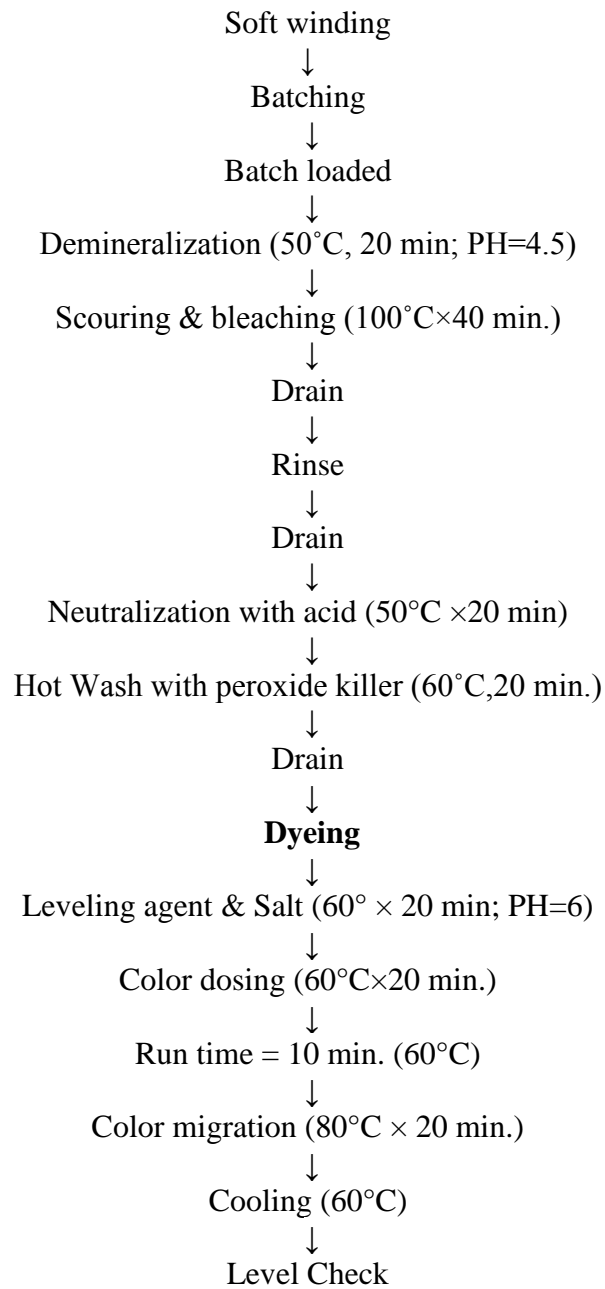 Soft winding
↓
Batching
↓
Batch loaded
↓
Demineralization (50˚C, 20 min; PH=4.5)
↓
Scouring & bleaching (100˚C×40 min.)
↓
Drain
↓
Rinse
↓
Drain
↓
Neutralization with acid (50°C ×20 min)
↓
Hot Wash with peroxide killer (60˚C,20 min.)
↓
Drain
↓
Dyeing
↓
Leveling agent & Salt (60° × 20 min; PH=6)
↓
Color dosing (60°C×20 min.)
↓
Run time = 10 min. (60°C)
↓
Color migration (80°C × 20 min.)
↓
Cooling (60°C)
↓
Level Check